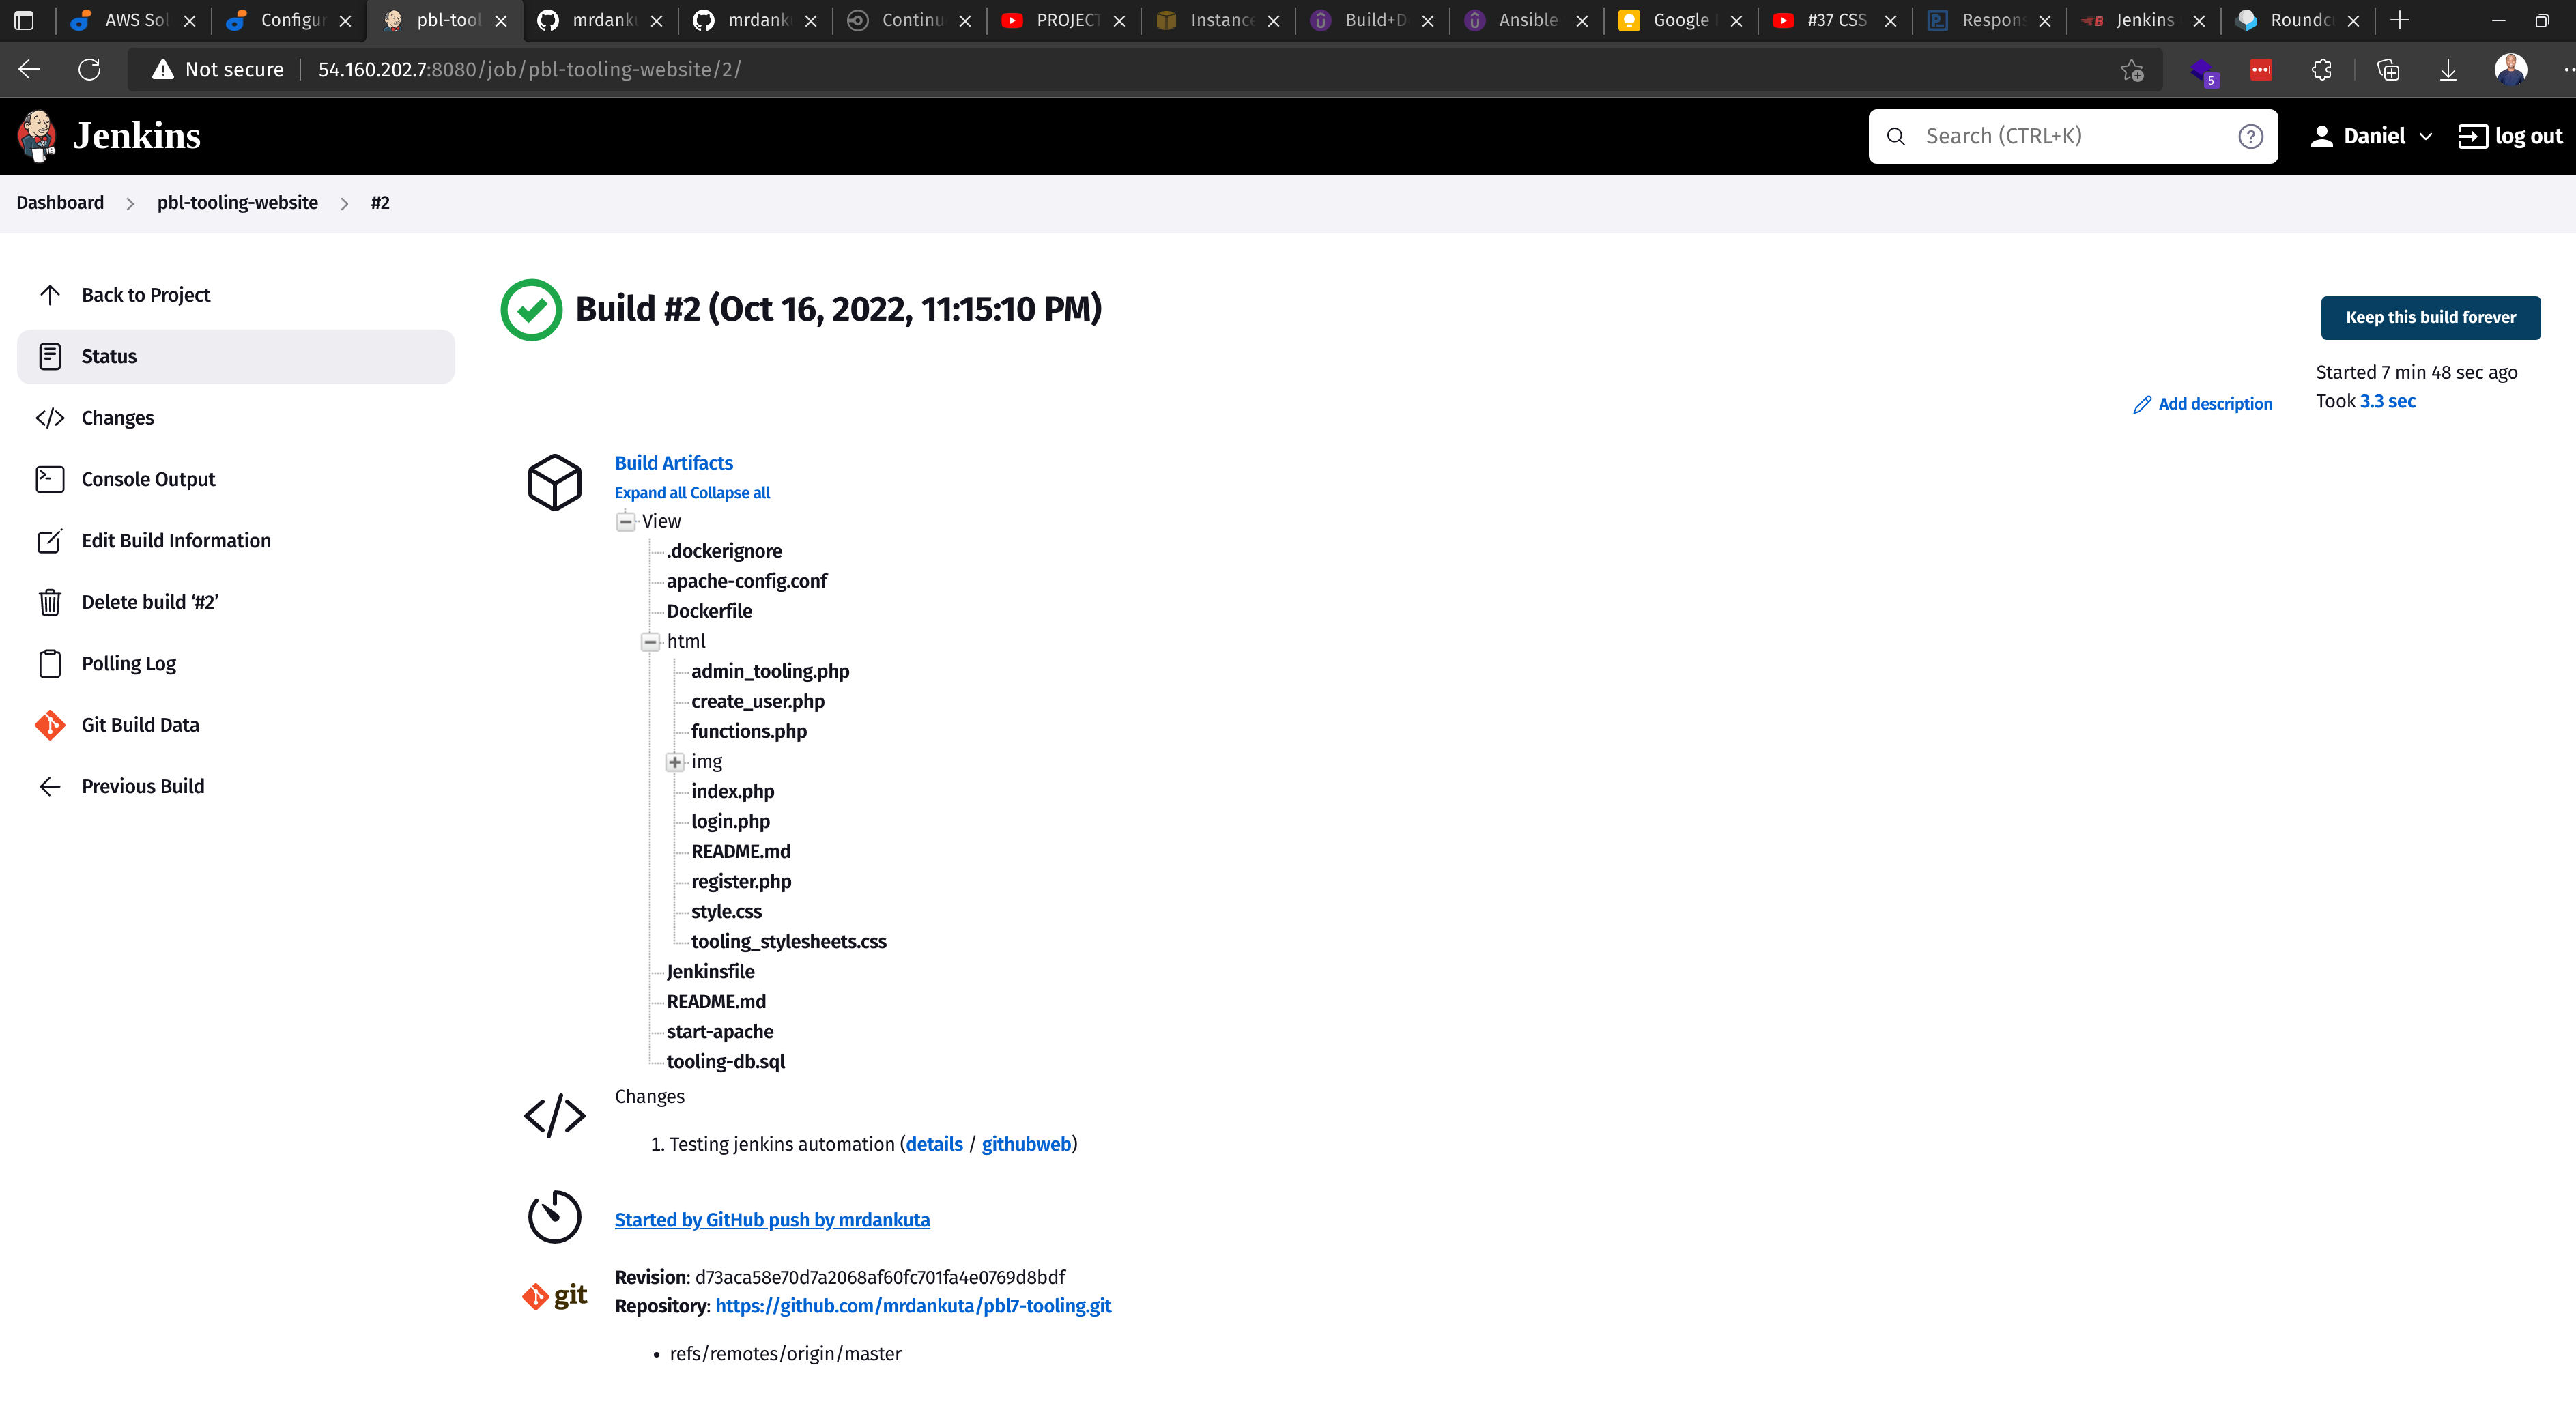 AWS Sol
Configur
pbl-tool
mrdank
mrdank
Continu
PROJECT
Instance
Build+D
Ansible
Google
#37 CSS
Respons
Jenkins
Roundc
Not secure 54.160.202.7:8080/job/pbl-tooling-website/2/
5
Jenkins
Search (CTRL+K)
Daniel
log out
Dashboard
pbl-tooling-website
#2
Back to Project
Status
Changes
Console Output
Edit Build Information
Delete build ‘#2’
Polling Log
Git Build Data
Previous Build
Build #2 (Oct 16, 2022, 11:15:10 PM)
Keep this build forever
Started 7 min 48 sec ago
Took 3.3 sec
Add description
Build Artifacts
Expand all Collapse all
View
.dockerignore
apache-config.conf
Dockerfile
html
admin_tooling.php
create_user.php
functions.php
img
index.php
login.php
README.md
register.php
style.css
tooling_stylesheets.css
Jenkinsfile
README.md
start-apache
tooling-db.sql
Changes
1. Testing jenkins automation (details / githubweb)
Started by GitHub push by mrdankuta
git
Revision: d73aca58e70d7a2068af60fc701fa4e0769d8bdf
Repository: https://github.com/mrdankuta/pbl7-tooling.git
• refs/remotes/origin/master